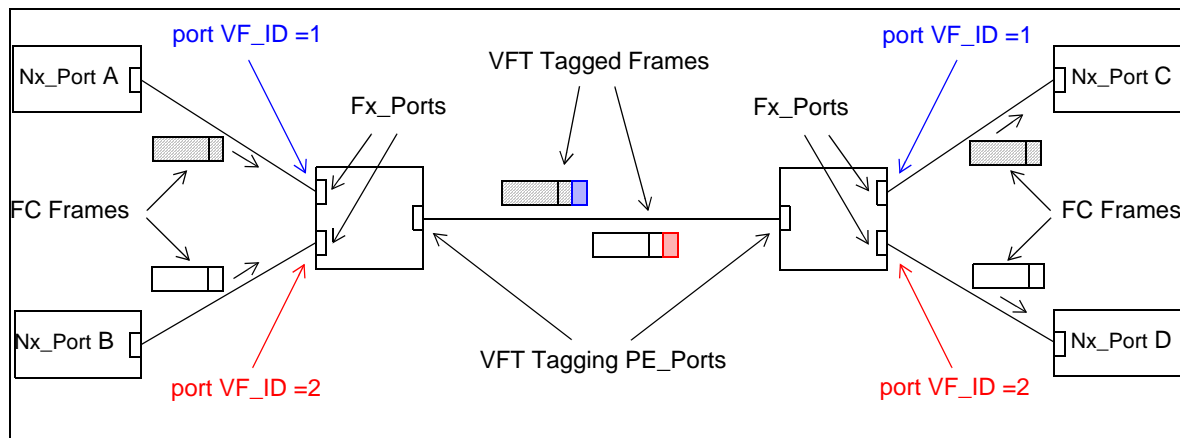 port VF_ID =1
port VF_ID =1
VFT Tagged Frames
Nx_Port A
Nx_Port C
Fx_Ports
Fx_Ports
FC Frames
FC Frames
Nx_Port B
Nx_Port D
VFT Tagging PE_Ports
port VF_ID =2
port VF_ID =2